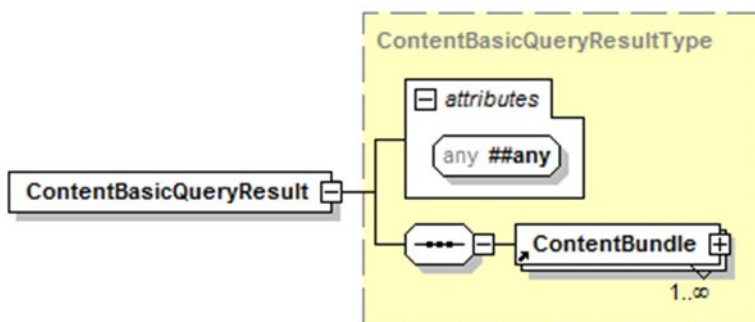 ContentBasicQueryResultType
attributes
any ##any
ContentBasicQueryResult
ContentBundle
1..∞